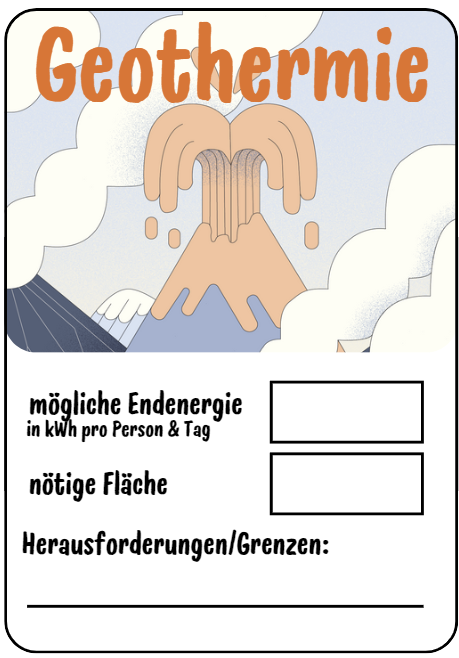 Geothermie
mögliche Endenergie
in kWh pro Person & Tag
nötige Fläche
Herausforderungen/Grenzen: